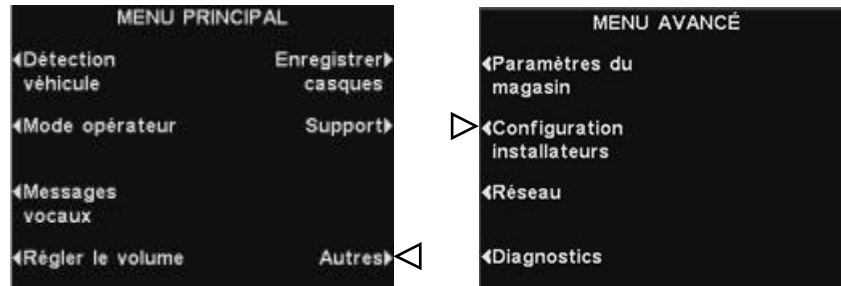 MENU PRINCIPAL
Détection
véhicule
Enregistrer
casques
Mode opérateur
Support
Messages
vocaux
Régler le volume
Autres
MENU AVANCÉ
Paramètres du
magasin
Configuration
installateurs
Réseau
Diagnostics